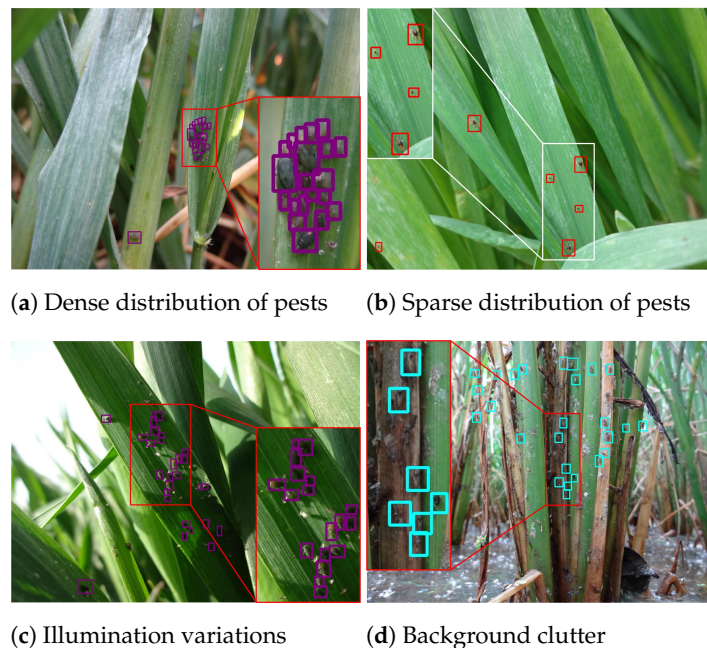 (a) Dense distribution of pests
(b) Sparse distribution of pests
(c) Illumination variations
(d) Background clutter